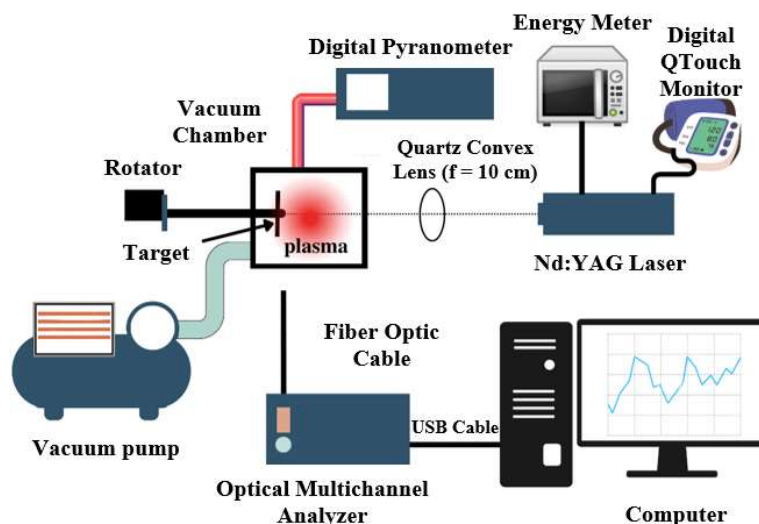 Energy Meter
Digital
QTouch
Monitor
Digital Pyranometer
Vacuum
Chamber
Quartz Convex
Lens (f = 10 cm)
Rotator
Target
plasma
Nd:YAG Laser
Fiber Optic
Cable
USB Cable
Vacuum pump
Optical Multichannel
Analyzer
Computer